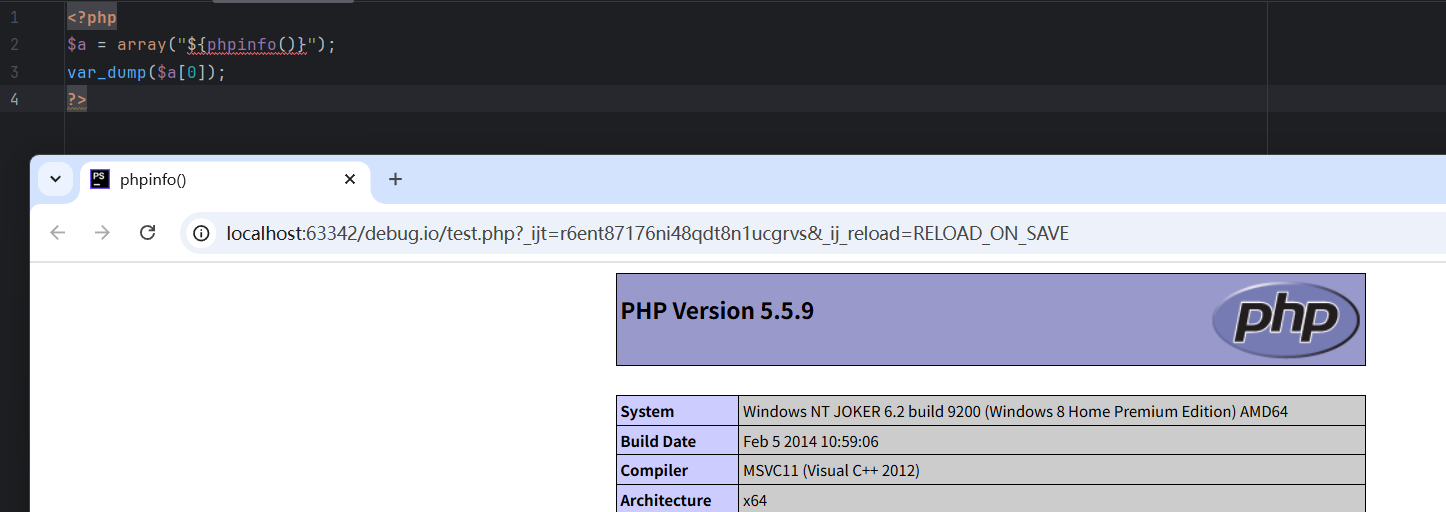 1 <?php
2 $a = array("${phpinfo()}");
3 var_dump($a[0]);
4 ?>
PS phpinfo()
localhost:63342/debug.io/test.php?_ijt=r6ent87176ni48qdt8n1ucgrvs&_ij_reload=RELOAD_ON_SAVE
PHP Version 5.5.9 php
System Windows NT JOKER 6.2 build 9200 (Windows 8 Home Premium Edition) AMD64
Build Date Feb 5 2014 10:59:06
Compiler MSVC11 (Visual C++ 2012)
Architecture x64